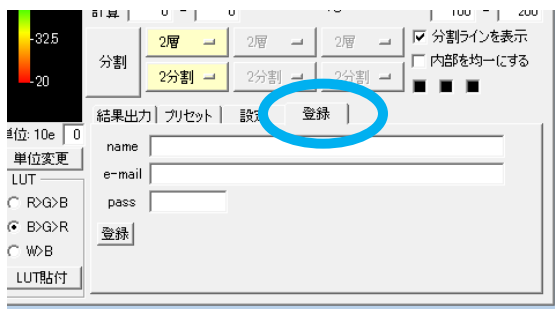 計算 0 - 0 100 - 200
-32.5
-20
分割 2層 2層 2層
2分割 2分割 2分割
分割ラインを表示
内部を均一にする
単位: 10e 0
単位変更
LUT
R>G>B
B>G>R
W>B
LUT貼付
結果出力 プリセット 設定 登録
name
e-mail
pass
登録